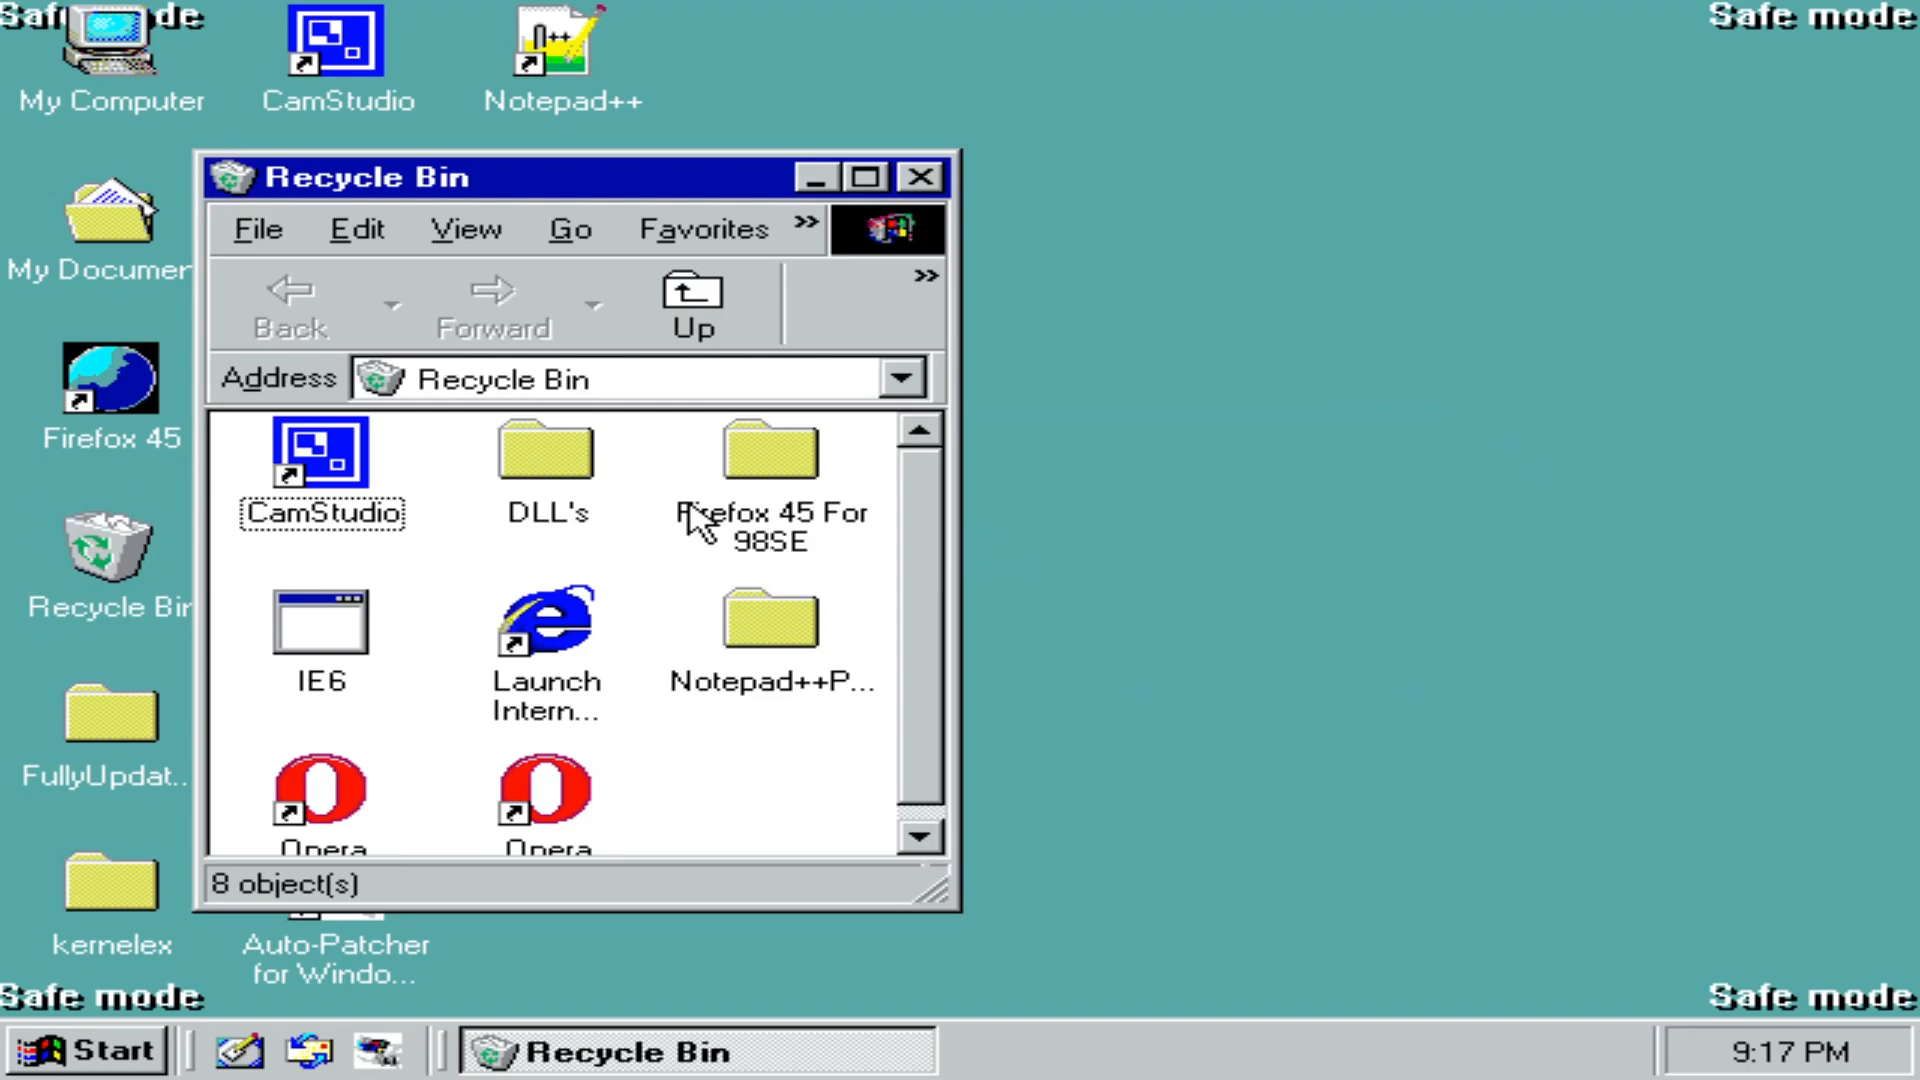 Safe mode
Safe mode
My Computer
CamStudio
Notepad++
My Documen
Firefox 45
Recycle Bin
FullyUpdat..
kernelex
Auto-Patcher
for Windo...
Recycle Bin
File Edit View Go Favorites »
Back Forward Up »
Address Recycle Bin
CamStudio
DLL's
Firefox 45 For
98SE
IE6
Launch
Intern...
Notepad++P...
Opera
Opera
8 object(s)
Safe mode
Safe mode
Start
Recycle Bin
9:17 PM